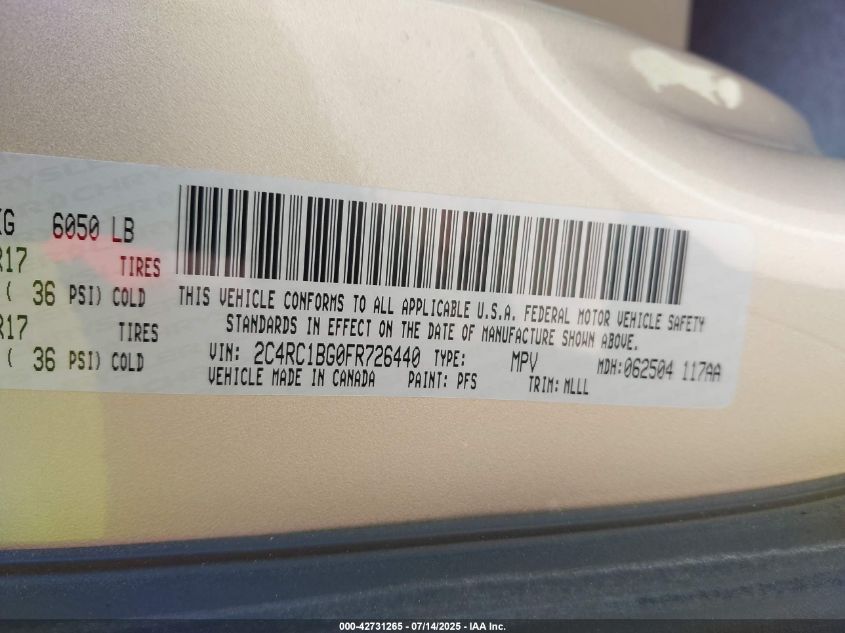 KG 6050 LB
R17 TIRES
( 36 PSI) COLD
R17 TIRES
( 36 PSI) COLD
THIS VEHICLE CONFORMS TO ALL APPLICABLE U.S.A. FEDERAL MOTOR VEHICLE SAFETY
STANDARDS IN EFFECT ON THE DATE OF MANUFACTURE SHOWN ABOVE.
VIN: 2C4RC1BG0FR726440 TYPE: MPV MDH:062504 117AA
VEHICLE MADE IN CANADA PAINT: PFS TRIM: MLLL
000-42731265 - 07/14/2025 - IAA Inc.